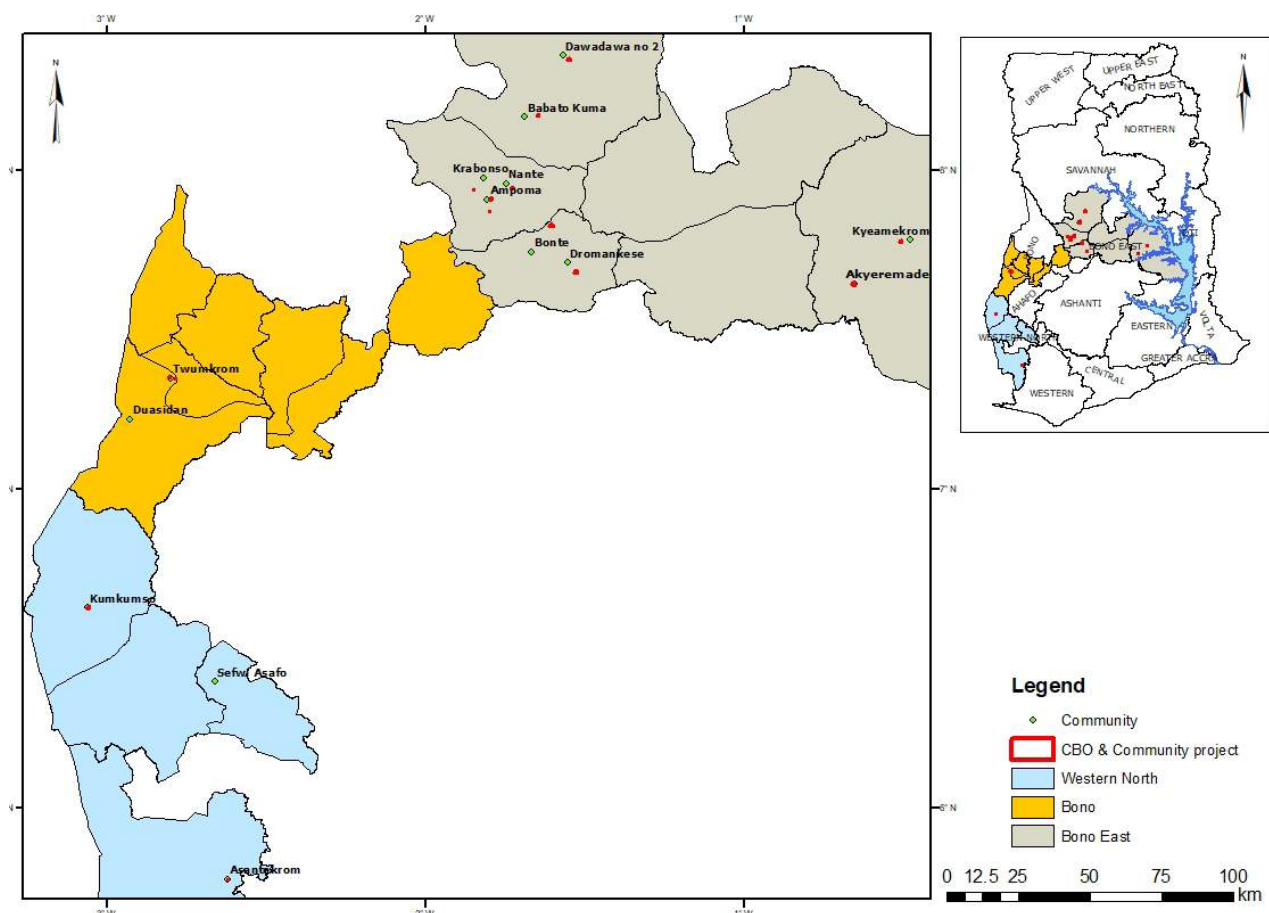 3° W
2° W
1° W
N
Dawadawa no 2
Babato Kuma
Krabonso
Nante
Ampoma
Bonte
Dromankese
Kyeamekrom
Akyeremade
8° N
Twumkrom
Duasidan
7° N
Kumkumso
Sefwi Asafo
6° N
Asantekrom
2° W
1° W
N
UPPER WEST
UPPER EAST
NORTH EAST
NORTHERN
SAVANNAH
BONO
BONO EAST
OTI
AHAFO
ASHANTI
EASTERN
VOLTA
WESTERN NORTH
GREATER ACCRA
CENTRAL
WESTERN
Legend
Community
CBO & Community project
Western North
Bono
Bono East
0 12.5 25 50 75 100
km